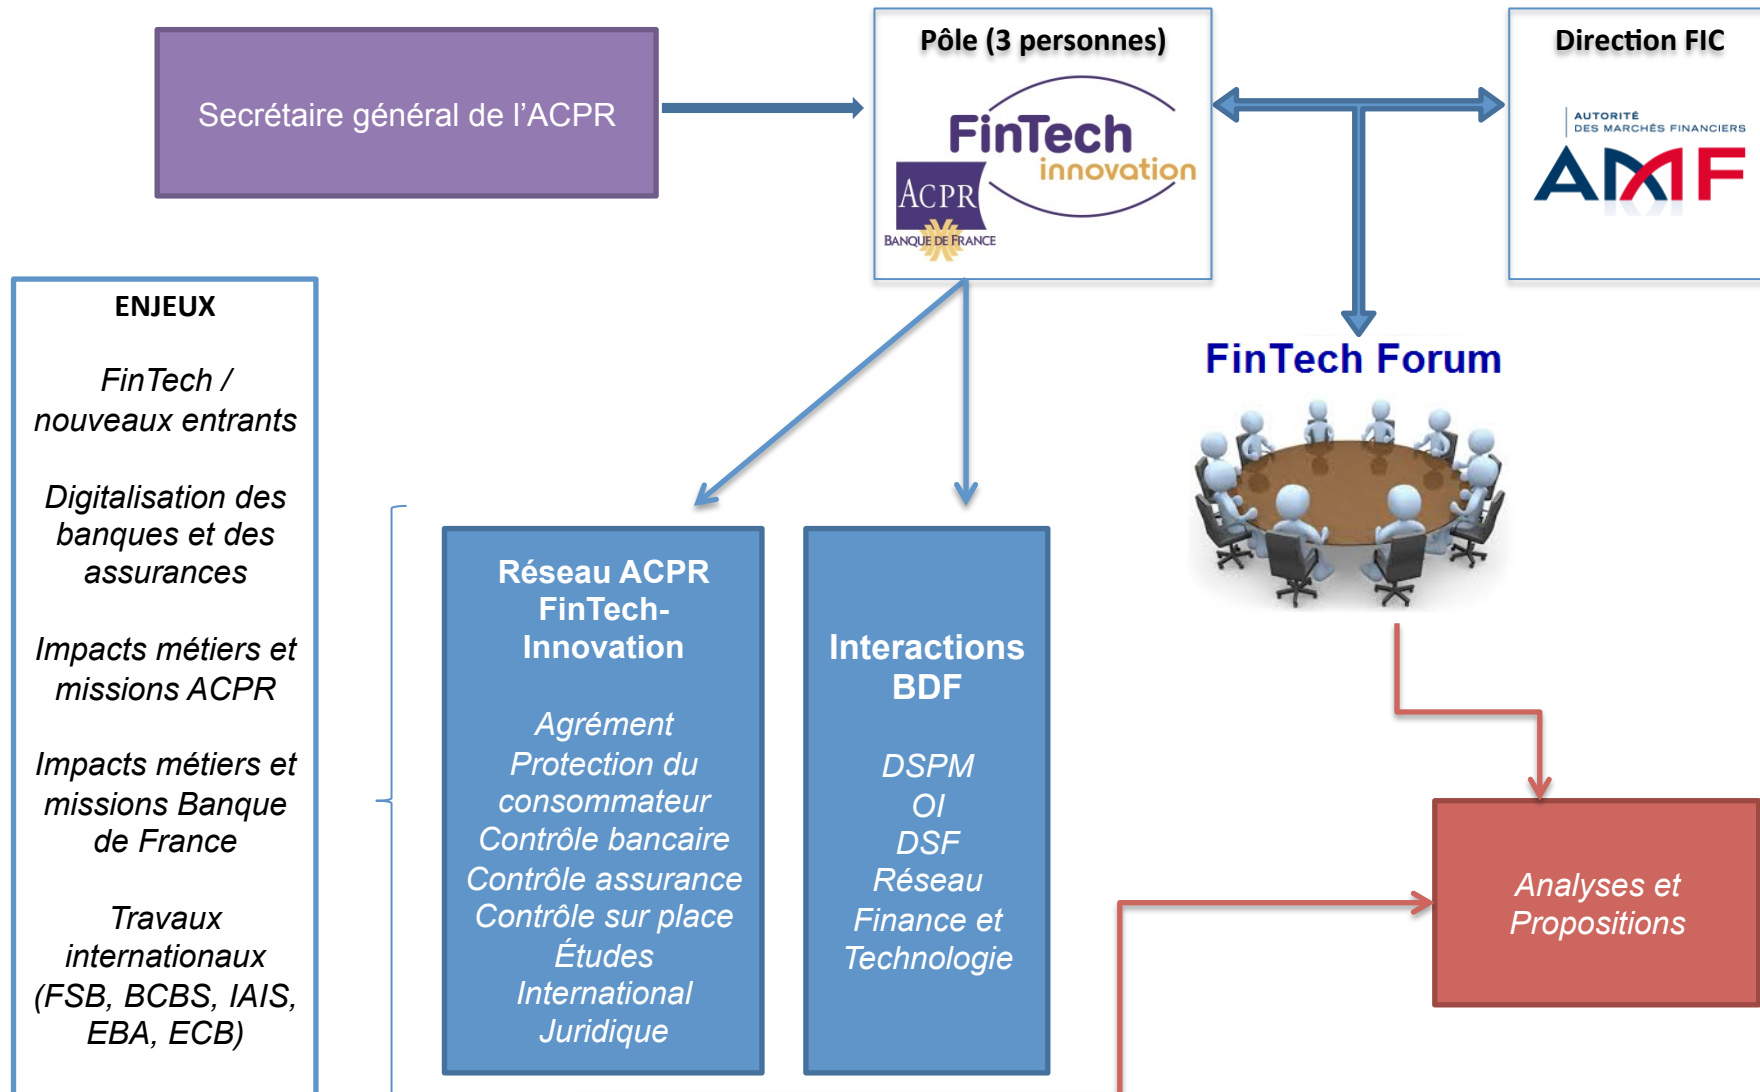 Secrétaire général de l’ACPR
Pôle (3 personnes)
FinTech
innovation
ACPR
BANQUE DE FRANCE
Direction FIC
AUTORITÉ
DES MARCHÉS FINANCIERS
AMF
FinTech Forum
ENJEUX
FinTech /
nouveaux entrants
Digitalisation des
banques et des
assurances
Impacts métiers et
missions ACPR
Impacts métiers et
missions Banque
de France
Travaux
internationaux
(FSB, BCBS, IAIS,
EBA, ECB)
Réseau ACPR
FinTech-
Innovation
Agrément
Protection du
consommateur
Contrôle bancaire
Contrôle assurance
Contrôle sur place
Études
International
Juridique
Interactions
BDF
DSPM
OI
DSF
Réseau
Finance et
Technologie
Analyses et
Propositions